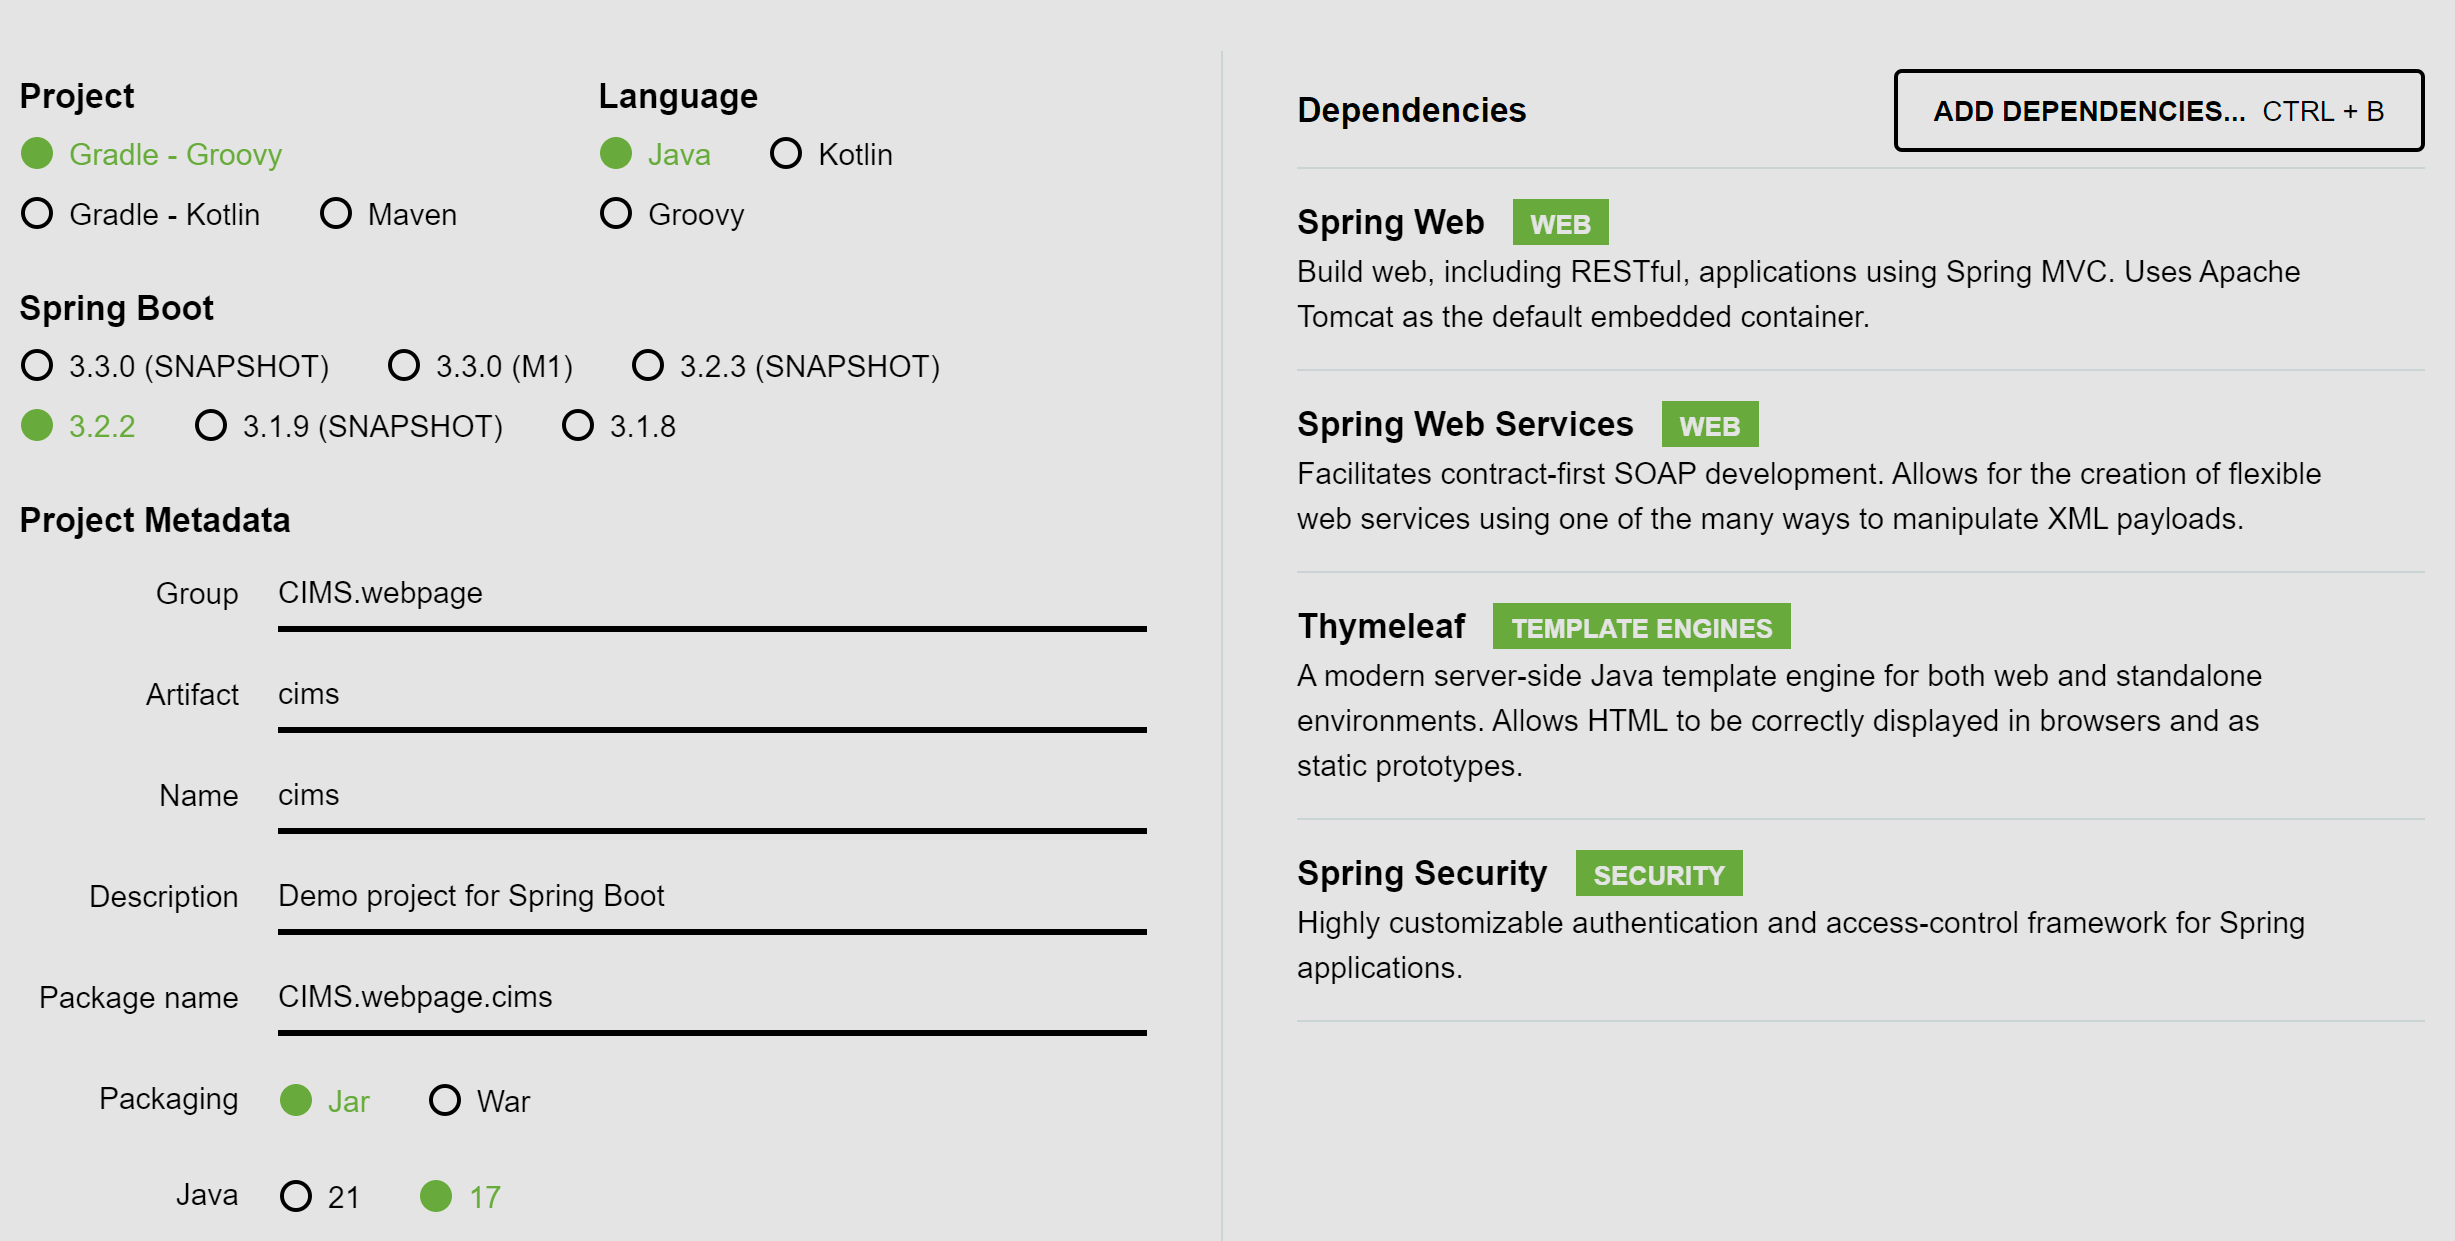 Project
Gradle - Groovy
Gradle - Kotlin Maven
Language
Java Kotlin
Groovy
Spring Boot
3.3.0 (SNAPSHOT) 3.3.0 (M1) 3.2.3 (SNAPSHOT)
3.2.2 3.1.9 (SNAPSHOT) 3.1.8
Project Metadata
Group CIMS.webpage
Artifact cims
Name cims
Description Demo project for Spring Boot
Package name CIMS.webpage.cims
Packaging Jar War
Java 21 17
Dependencies ADD DEPENDENCIES... CTRL + B
Spring Web WEB
Build web, including RESTful, applications using Spring MVC. Uses Apache
Tomcat as the default embedded container.
Spring Web Services WEB
Facilitates contract-first SOAP development. Allows for the creation of flexible
web services using one of the many ways to manipulate XML payloads.
Thymeleaf TEMPLATE ENGINES
A modern server-side Java template engine for both web and standalone
environments. Allows HTML to be correctly displayed in browsers and as
static prototypes.
Spring Security SECURITY
Highly customizable authentication and access-control framework for Spring
applications.